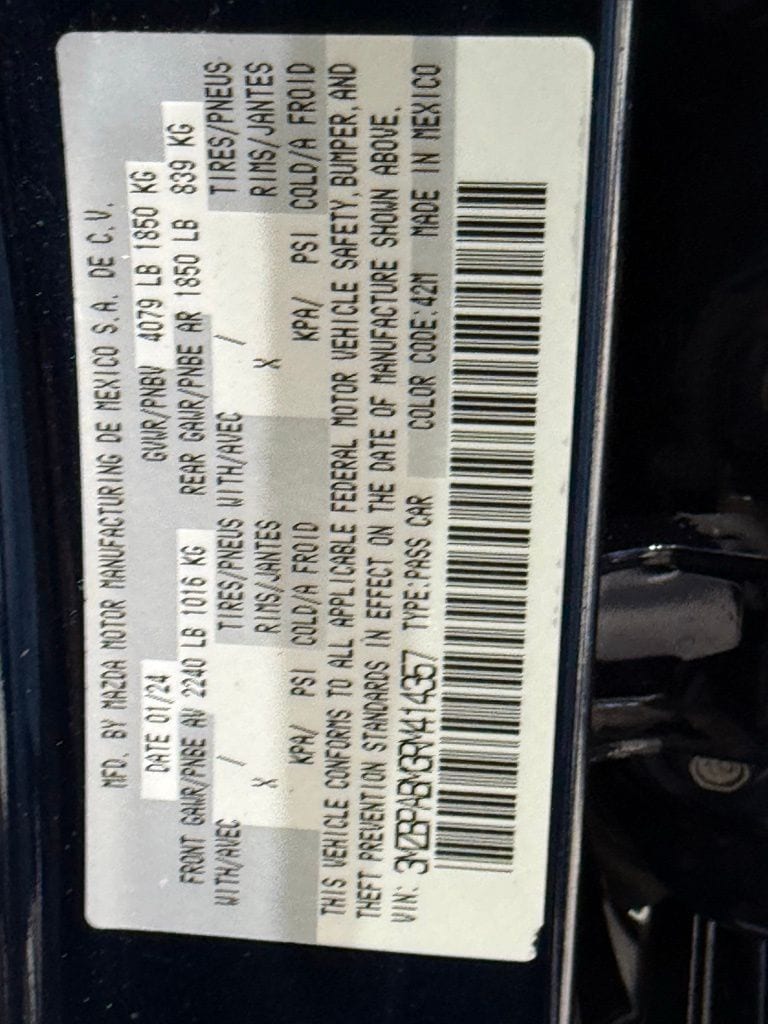 MFD. BY MAZDA MOTOR MANUFACTURING DE MEXICO S.A. DE C.V.
DATE 01/24 GVWR/PNBV 4079 LB 1850 KG
FRONT GAWR/PNBE AV 2240 LB 1016 KG REAR GAWR/PNBE AR 1850 LB 839 KG
WITH/AVEC / TIRES/PNEUS WITH/AVEC / TIRES/PNEUS
X RIMS/JANTES X RIMS/JANTES
KPA/ PSI COLD/A FROID KPA/ PSI COLD/A FROID
THIS VEHICLE CONFORMS TO ALL APPLICABLE FEDERAL MOTOR VEHICLE SAFETY, BUMPER, AND
THEFT PREVENTION STANDARDS IN EFFECT ON THE DATE OF MANUFACTURE SHOWN ABOVE.
VIN: 3MZBPABM3RM414367 TYPE:PASS CAR COLOR CODE:42M MADE IN MEXICO